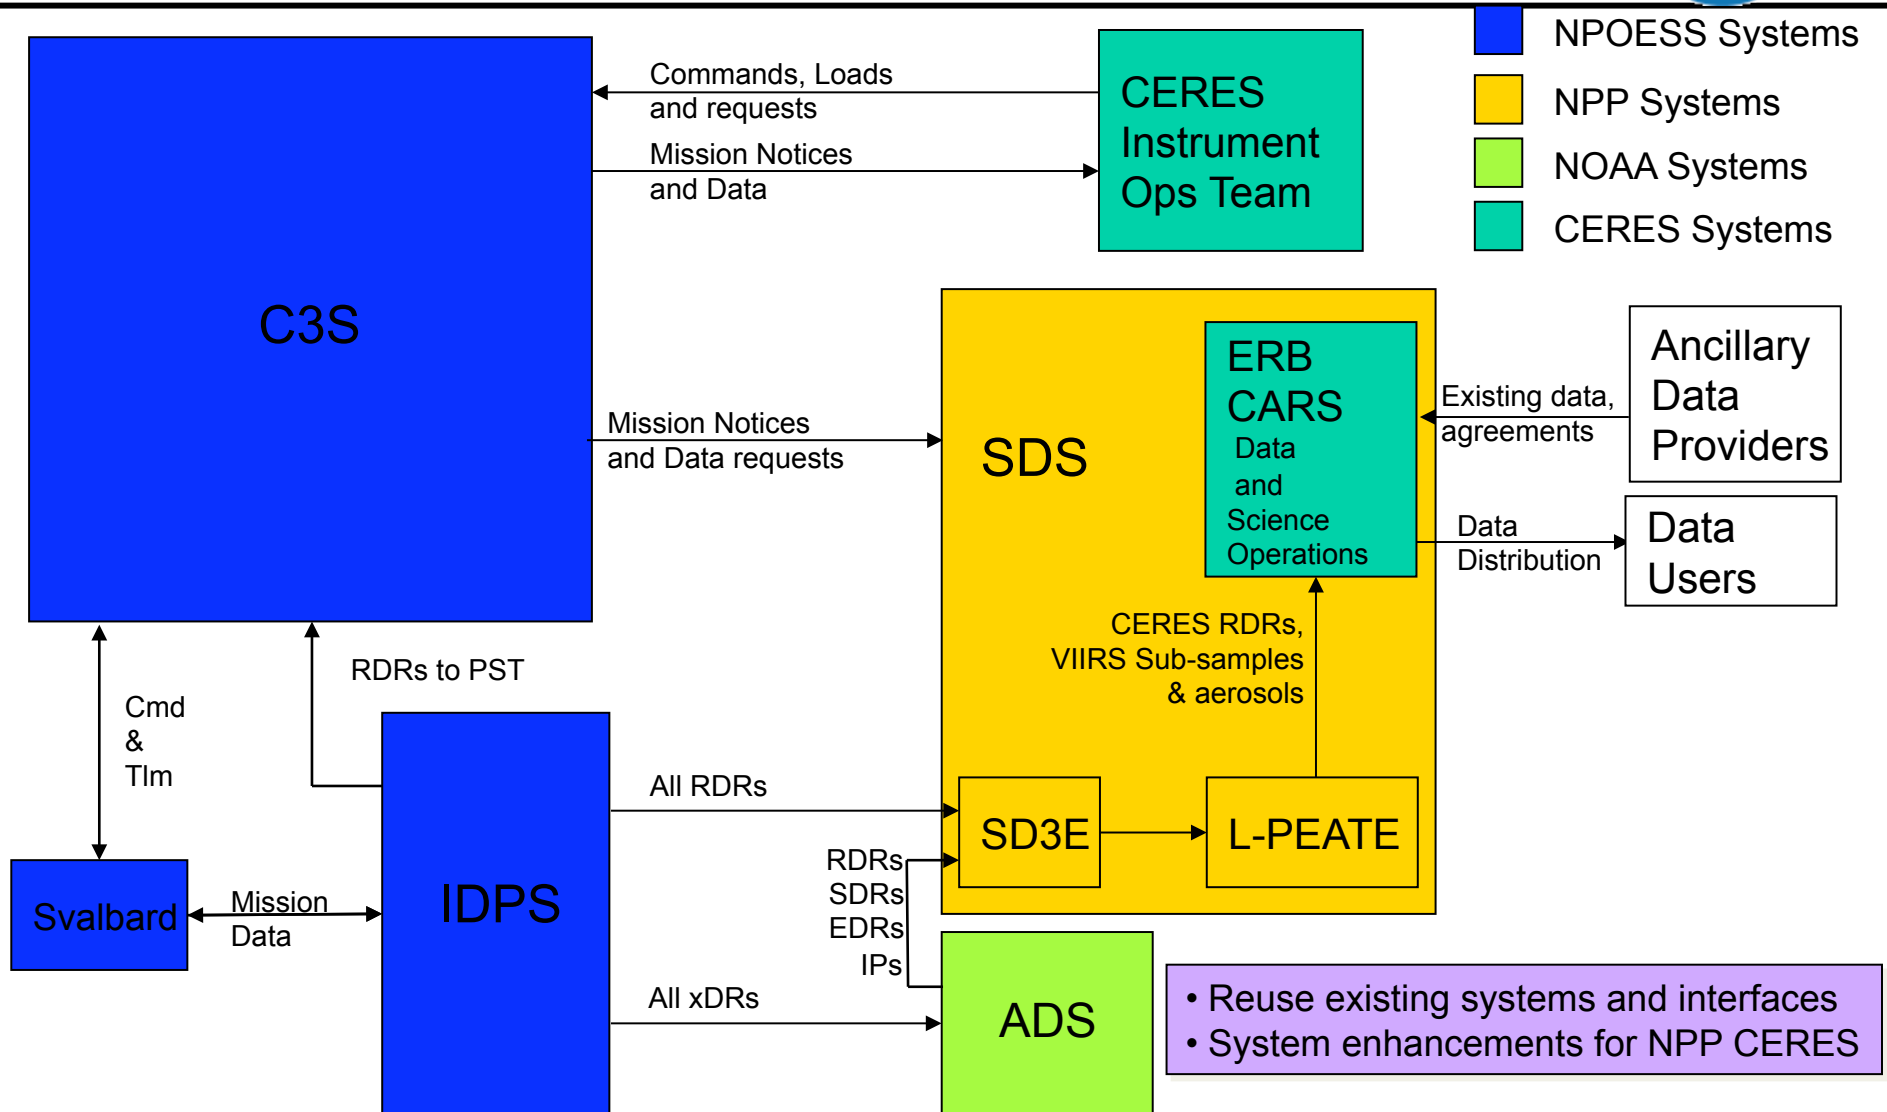 NPOESS Systems
NPP Systems
NOAA Systems
CERES Systems
Commands, Loads
and requests
Mission Notices
and Data
CERES
Instrument
Ops Team
C3S
Mission Notices
and Data requests
SDS
ERB
CARS
Data
and
Science
Operations
Existing data,
agreements
Ancillary
Data
Providers
Data
Distribution
Data
Users
CERES RDRs,
VIIRS Sub-samples
& aerosols
RDRs to PST
Cmd
&
Tlm
All RDRs
SD3E
L-PEATE
RDRs
SDRs
EDRs
IPs
Svalbard
Mission
Data
IDPS
All xDRs
ADS
• Reuse existing systems and interfaces
• System enhancements for NPP CERES